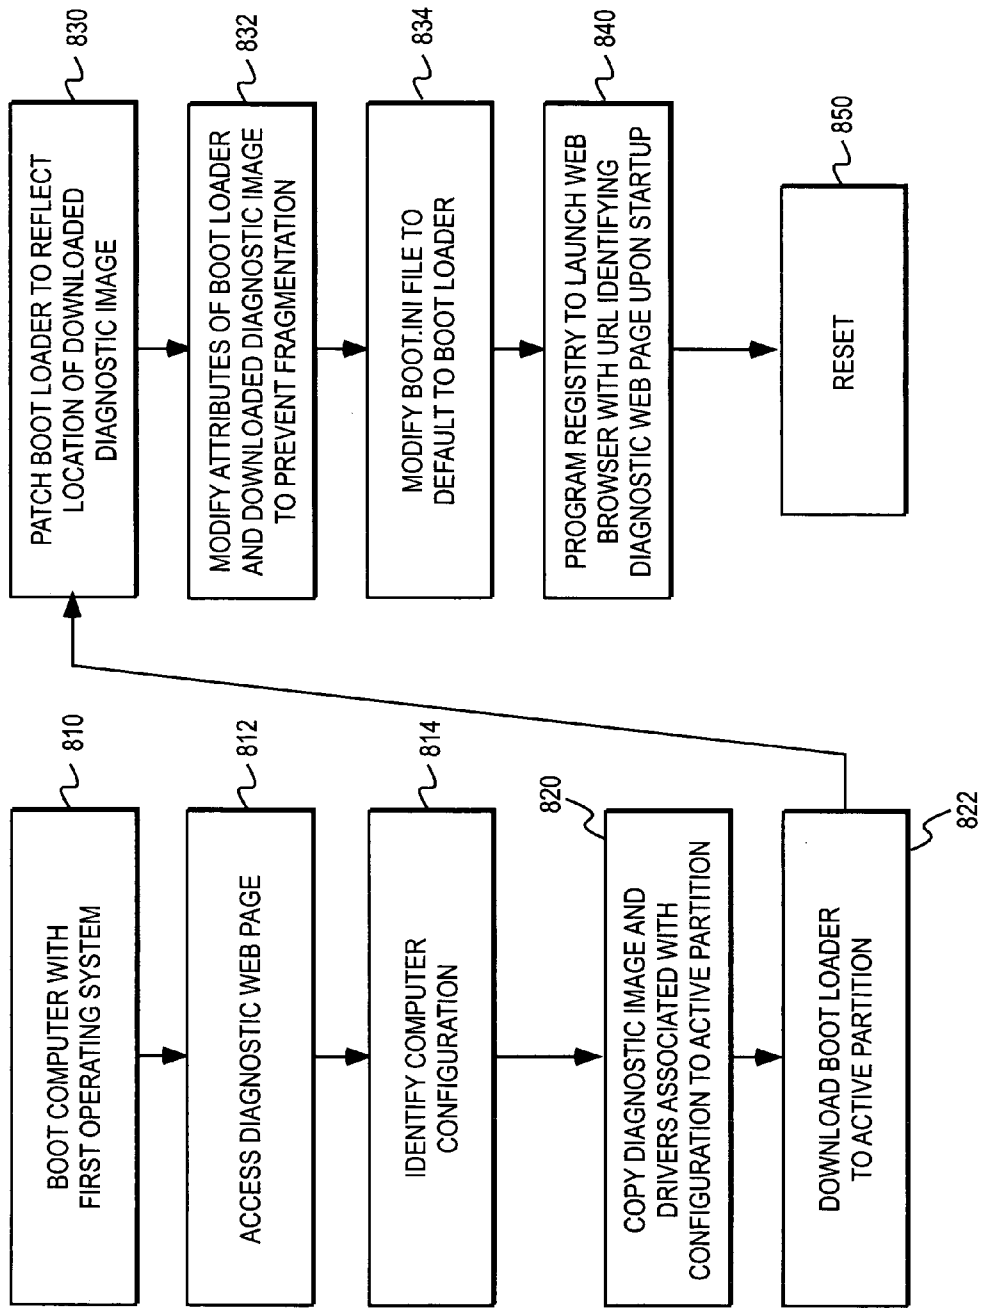 BOOT COMPUTER WITH
FIRST OPERATING SYSTEM
810
ACCESS DIAGNOSTIC WEB PAGE
812
IDENTIFY COMPUTER
CONFIGURATION
814
COPY DIAGNOSTIC IMAGE AND
DRIVERS ASSOCIATED WITH
CONFIGURATION TO ACTIVE PARTITION
820
DOWNLOAD BOOT LOADER
TO ACTIVE PARTITION
822
PATCH BOOT LOADER TO REFLECT
LOCATION OF DOWNLOADED
DIAGNOSTIC IMAGE
830
MODIFY ATTRIBUTES OF BOOT LOADER
AND DOWNLOADED DIAGNOSTIC IMAGE
TO PREVENT FRAGMENTATION
832
MODIFY BOOT.INI FILE TO
DEFAULT TO BOOT LOADER
834
PROGRAM REGISTRY TO LAUNCH WEB
BROWSER WITH URL IDENTIFYING
DIAGNOSTIC WEB PAGE UPON STARTUP
840
RESET
850